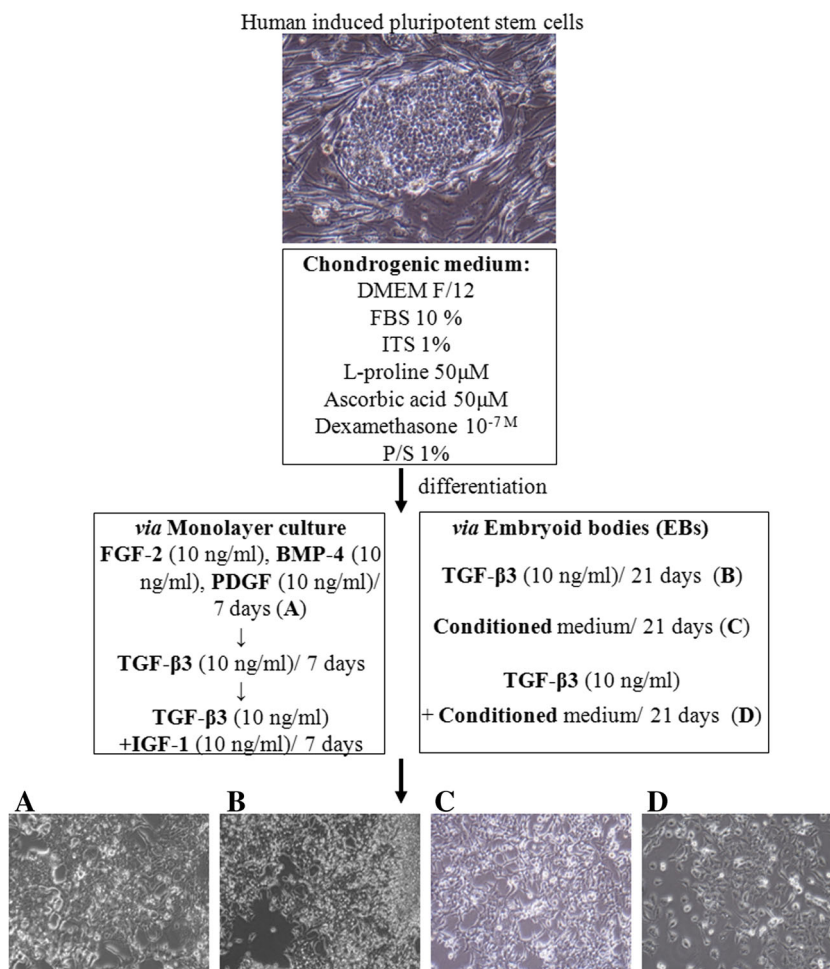 Human induced pluripotent stem cells
Chondrogenic medium:
DMEM F/12
FBS 10 %
ITS 1%
L-proline 50μM
Ascorbic acid 50μM
Dexamethasone 10⁻⁷ ᴹ
P/S 1%
differentiation
via Monolayer culture
FGF-2 (10 ng/ml), BMP-4 (10
ng/ml), PDGF (10 ng/ml)/
7 days (A)
↓
TGF-β3 (10 ng/ml)/ 7 days
↓
TGF-β3 (10 ng/ml)
+IGF-1 (10 ng/ml)/ 7 days
via Embryoid bodies (EBs)
TGF-β3 (10 ng/ml)/ 21 days (B)
Conditioned medium/ 21 days (C)
TGF-β3 (10 ng/ml)
+ Conditioned medium/ 21 days (D)
A
B
C
D